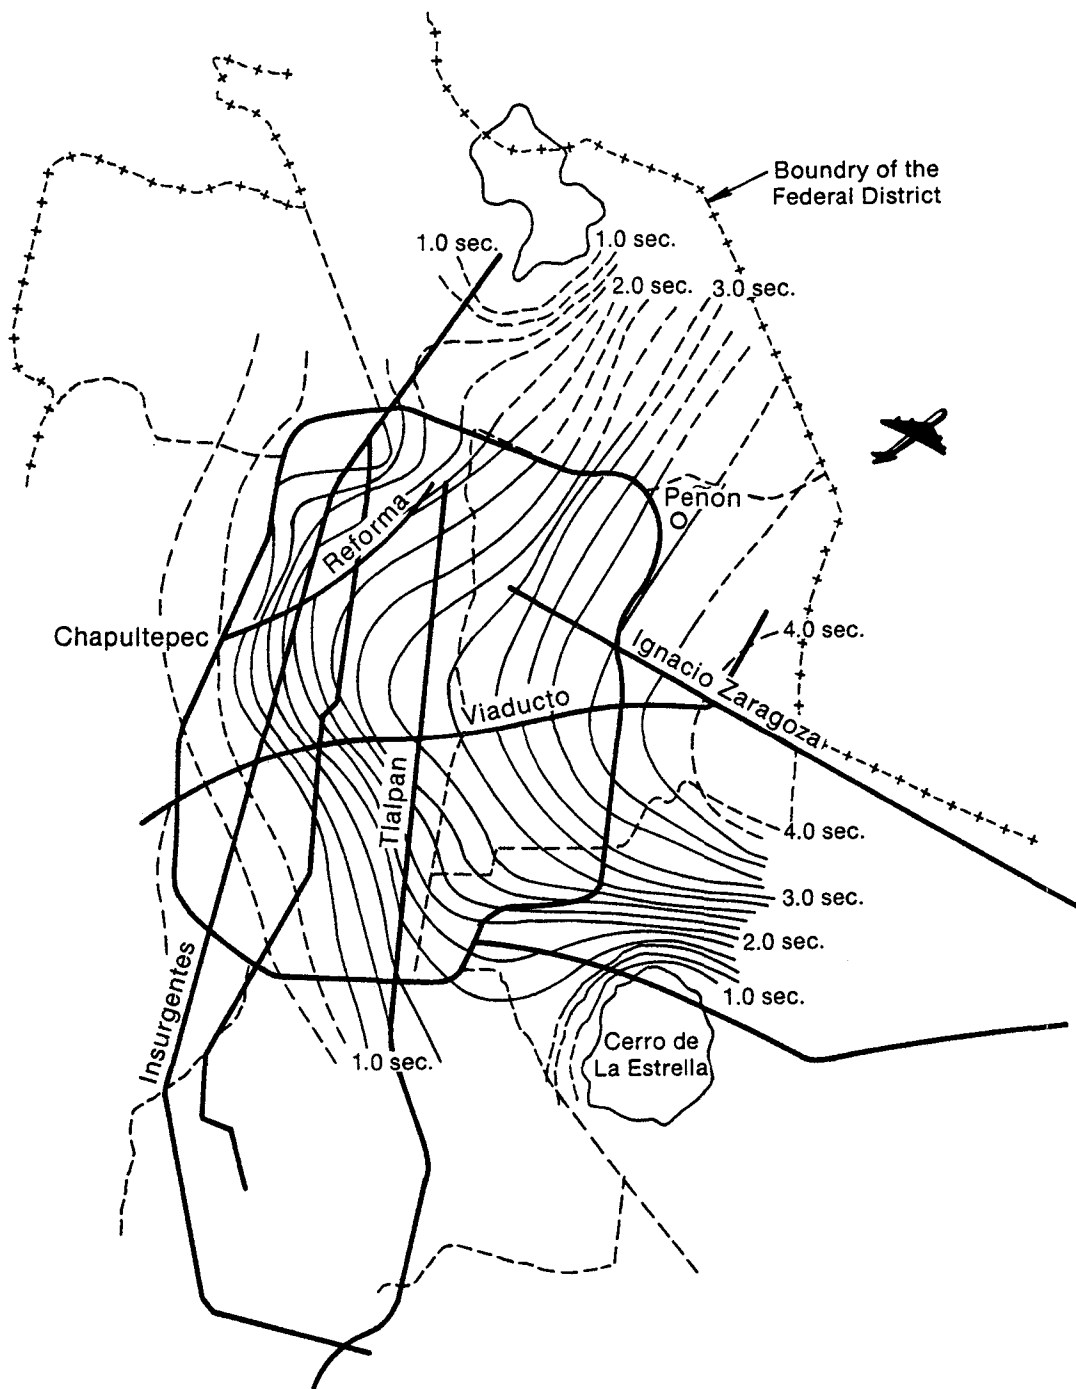 Boundry of the
Federal District
1.0 sec.
1.0 sec.
2.0 sec.
3.0 sec.
Penon
Reforma
Chapultepec
4.0 sec.
Ignacio Zaragoza
Viaducto
Tlalpan
4.0 sec.
3.0 sec.
2.0 sec.
1.0 sec.
Insurgentes
Cerro de
La Estrella
1.0 sec.